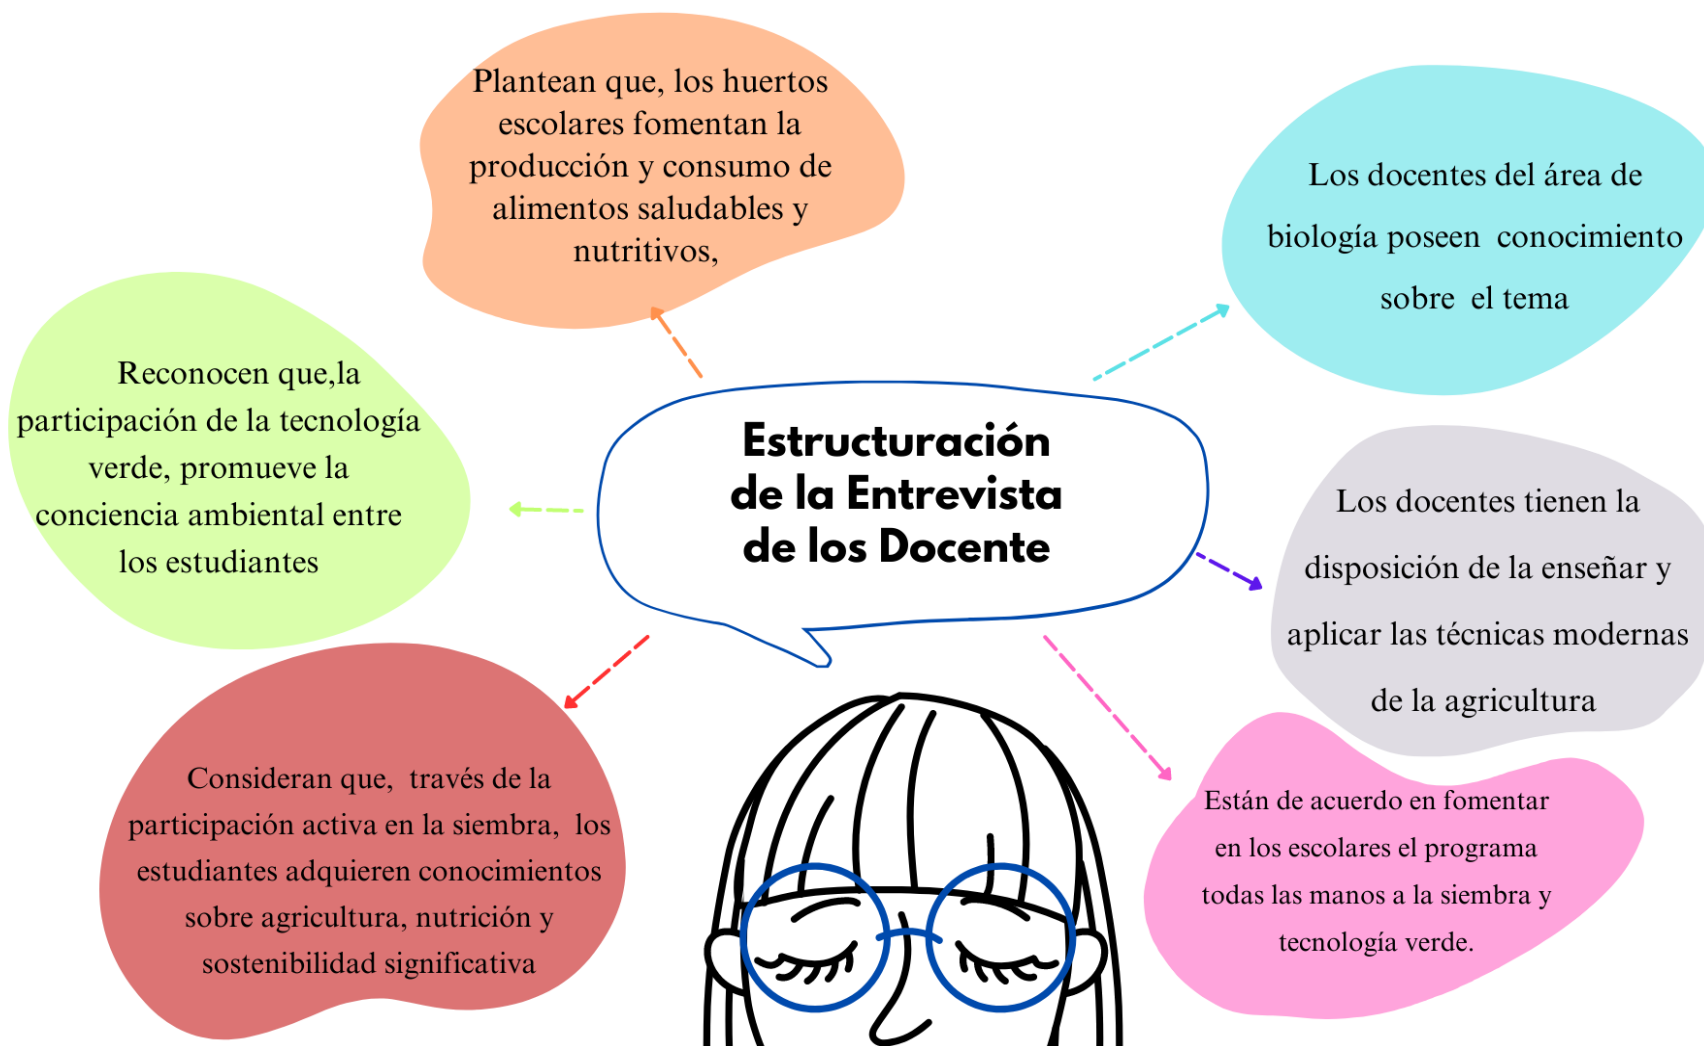 Plantean que, los huertos
escolares fomentan la
producción y consumo de
alimentos saludables y
nutritivos,
Los docentes del área de
biología poseen conocimiento
sobre el tema
Reconocen que,la
participación de la tecnología
verde, promueve la
conciencia ambiental entre
los estudiantes
Estructuración
de la Entrevista
de los Docente
Los docentes tienen la
disposición de la enseñar y
aplicar las técnicas modernas
de la agricultura
Consideran que, través de la
participación activa en la siembra, los
estudiantes adquieren conocimientos
sobre agricultura, nutrición y
sostenibilidad significativa
Están de acuerdo en fomentar
en los escolares el programa
todas las manos a la siembra y
tecnología verde.